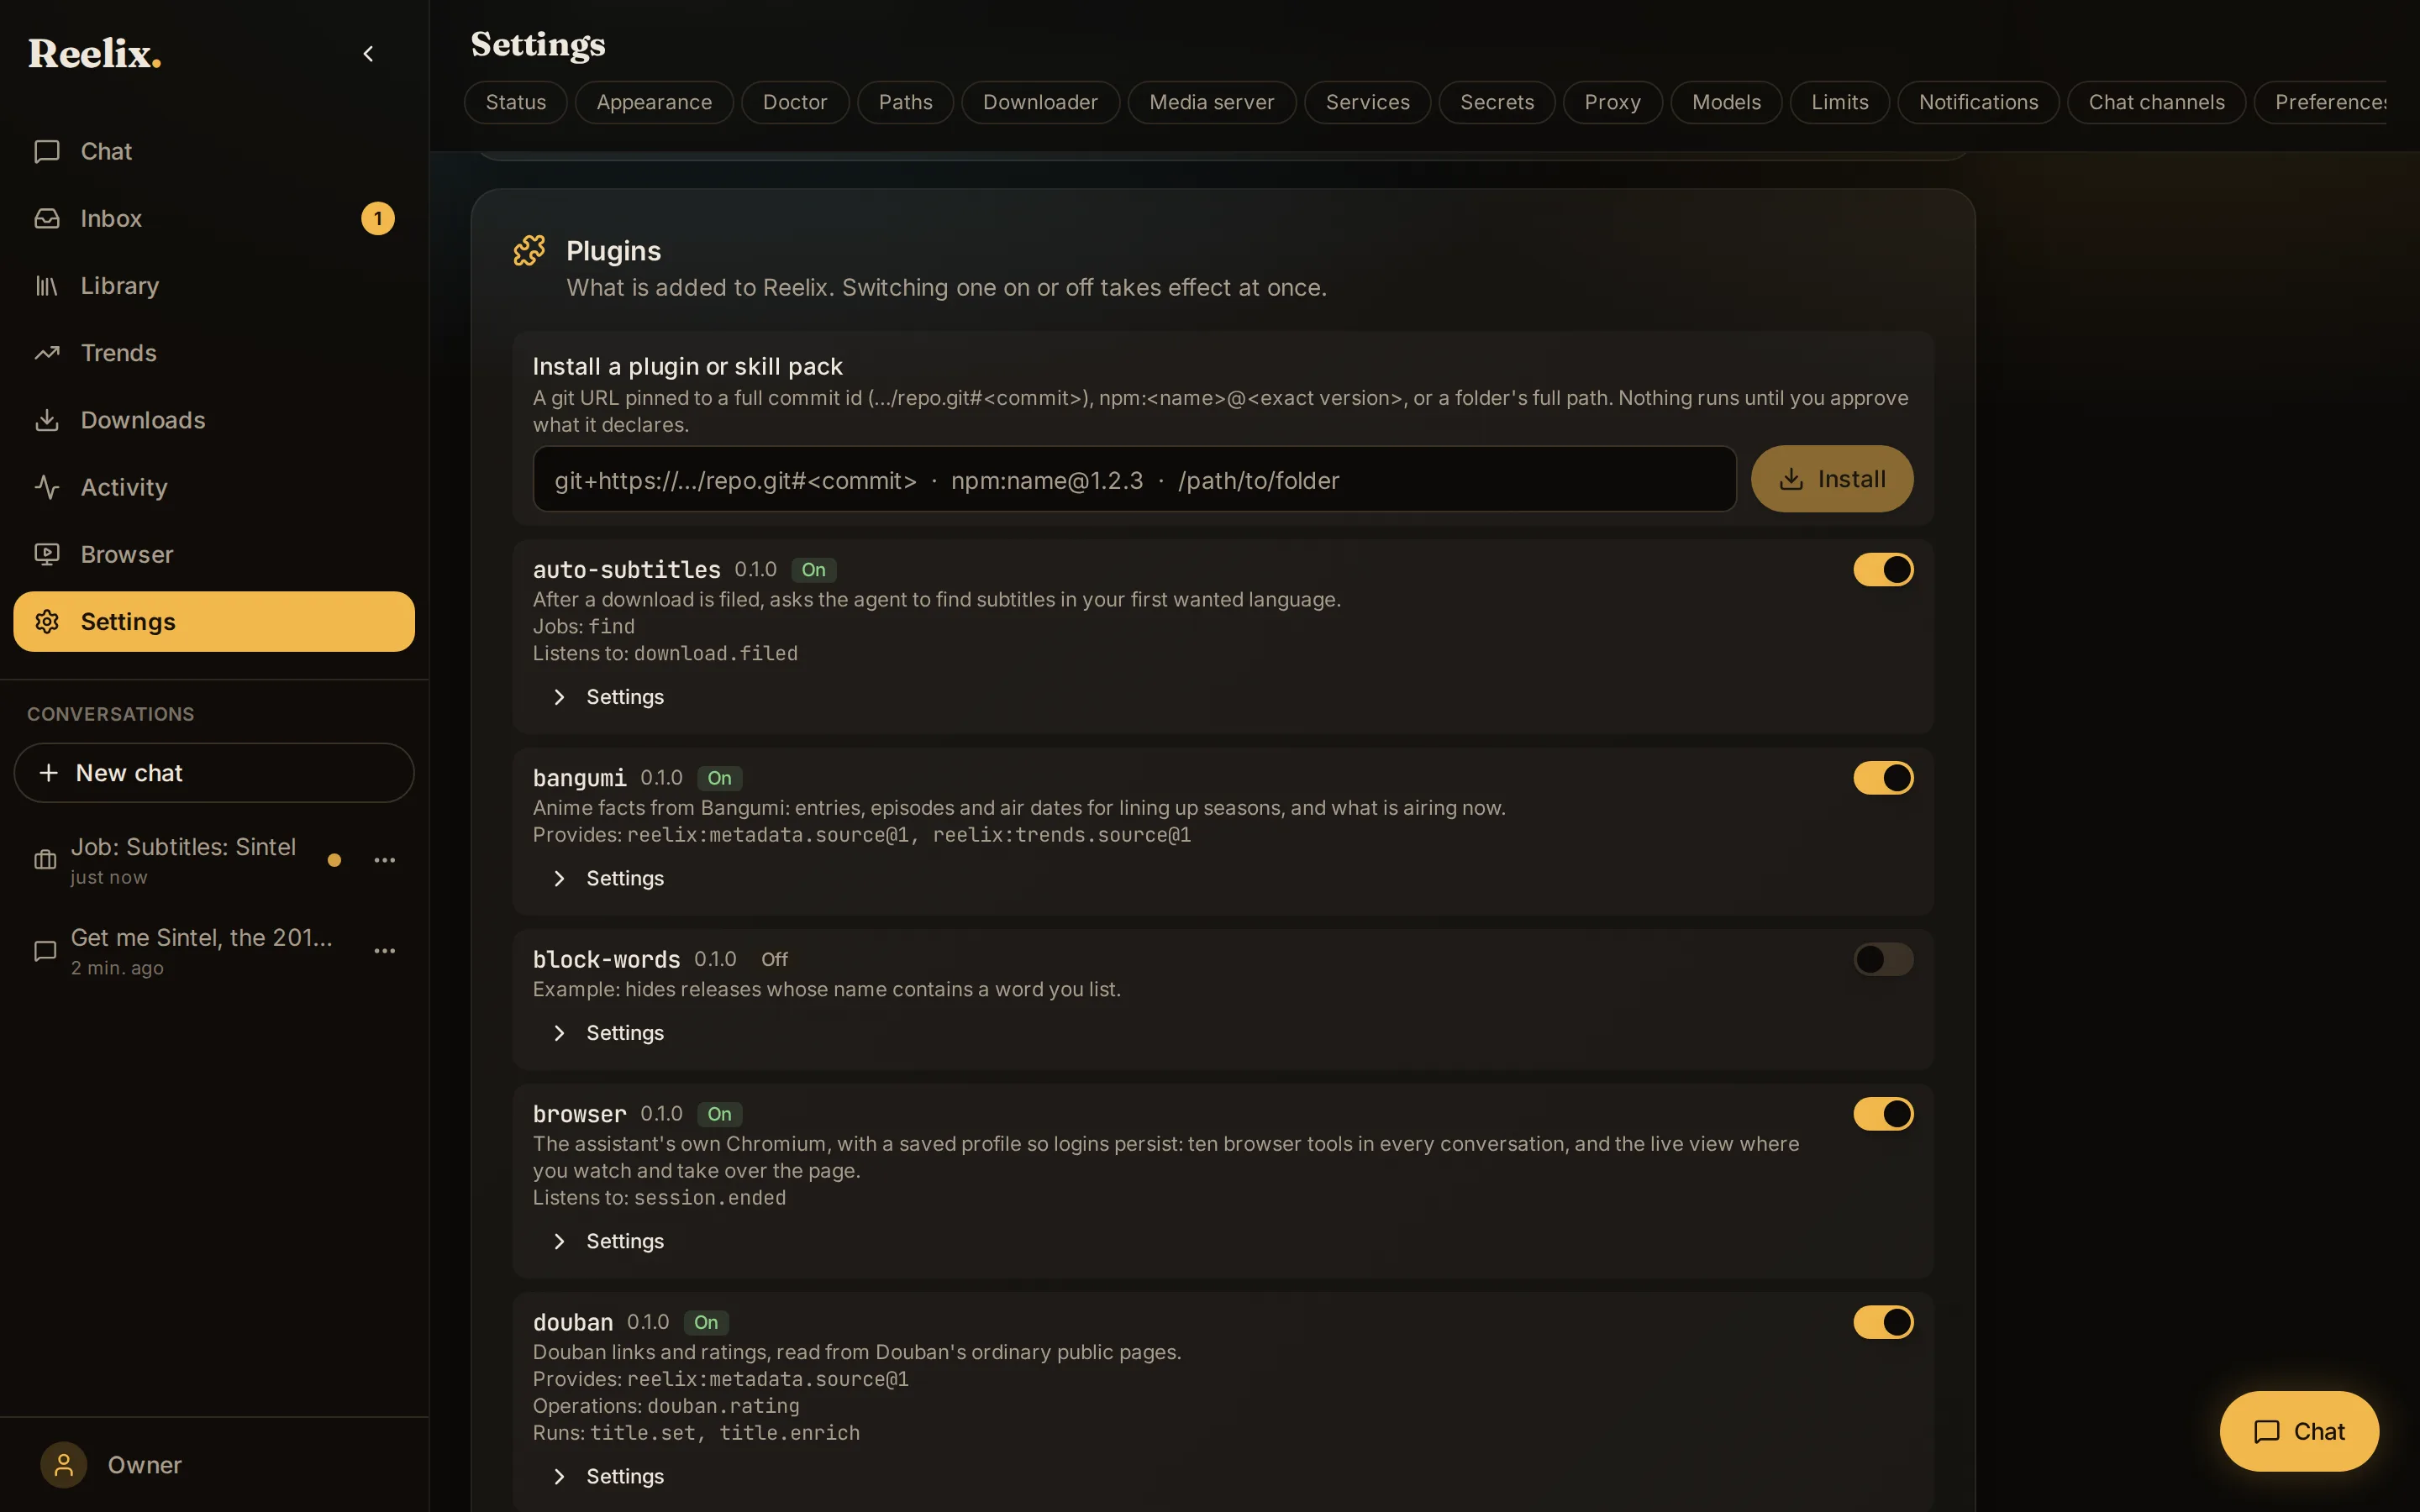 Reelix.
Chat
Inbox
1
Library
Trends
Downloads
Activity
Browser
Settings
CONVERSATIONS
New chat
Job: Subtitles: Sintel
just now
Get me Sintel, the 201...
2 min. ago
Owner
Settings
Status
Appearance
Doctor
Paths
Downloader
Media server
Services
Secrets
Proxy
Models
Limits
Notifications
Chat channels
Preferences
Plugins
What is added to Reelix. Switching one on or off takes effect at once.
Install a plugin or skill pack
A git URL pinned to a full commit id (.../repo.git#<commit>), npm:<name>@<exact version>, or a folder's full path. Nothing runs until you approve
what it declares.
git+https://.../repo.git#<commit> · npm:name@1.2.3 · /path/to/folder
Install
auto-subtitles 0.1.0 On
After a download is filed, asks the agent to find subtitles in your first wanted language.
Jobs: find
Listens to: download.filed
Settings
bangumi 0.1.0 On
Anime facts from Bangumi: entries, episodes and air dates for lining up seasons, and what is airing now.
Provides: reelix:metadata.source@1, reelix:trends.source@1
Settings
block-words 0.1.0 Off
Example: hides releases whose name contains a word you list.
Settings
browser 0.1.0 On
The assistant's own Chromium, with a saved profile so logins persist: ten browser tools in every conversation, and the live view where
you watch and take over the page.
Listens to: session.ended
Settings
douban 0.1.0 On
Douban links and ratings, read from Douban's ordinary public pages.
Provides: reelix:metadata.source@1
Operations: douban.rating
Runs: title.set, title.enrich
Settings
Chat